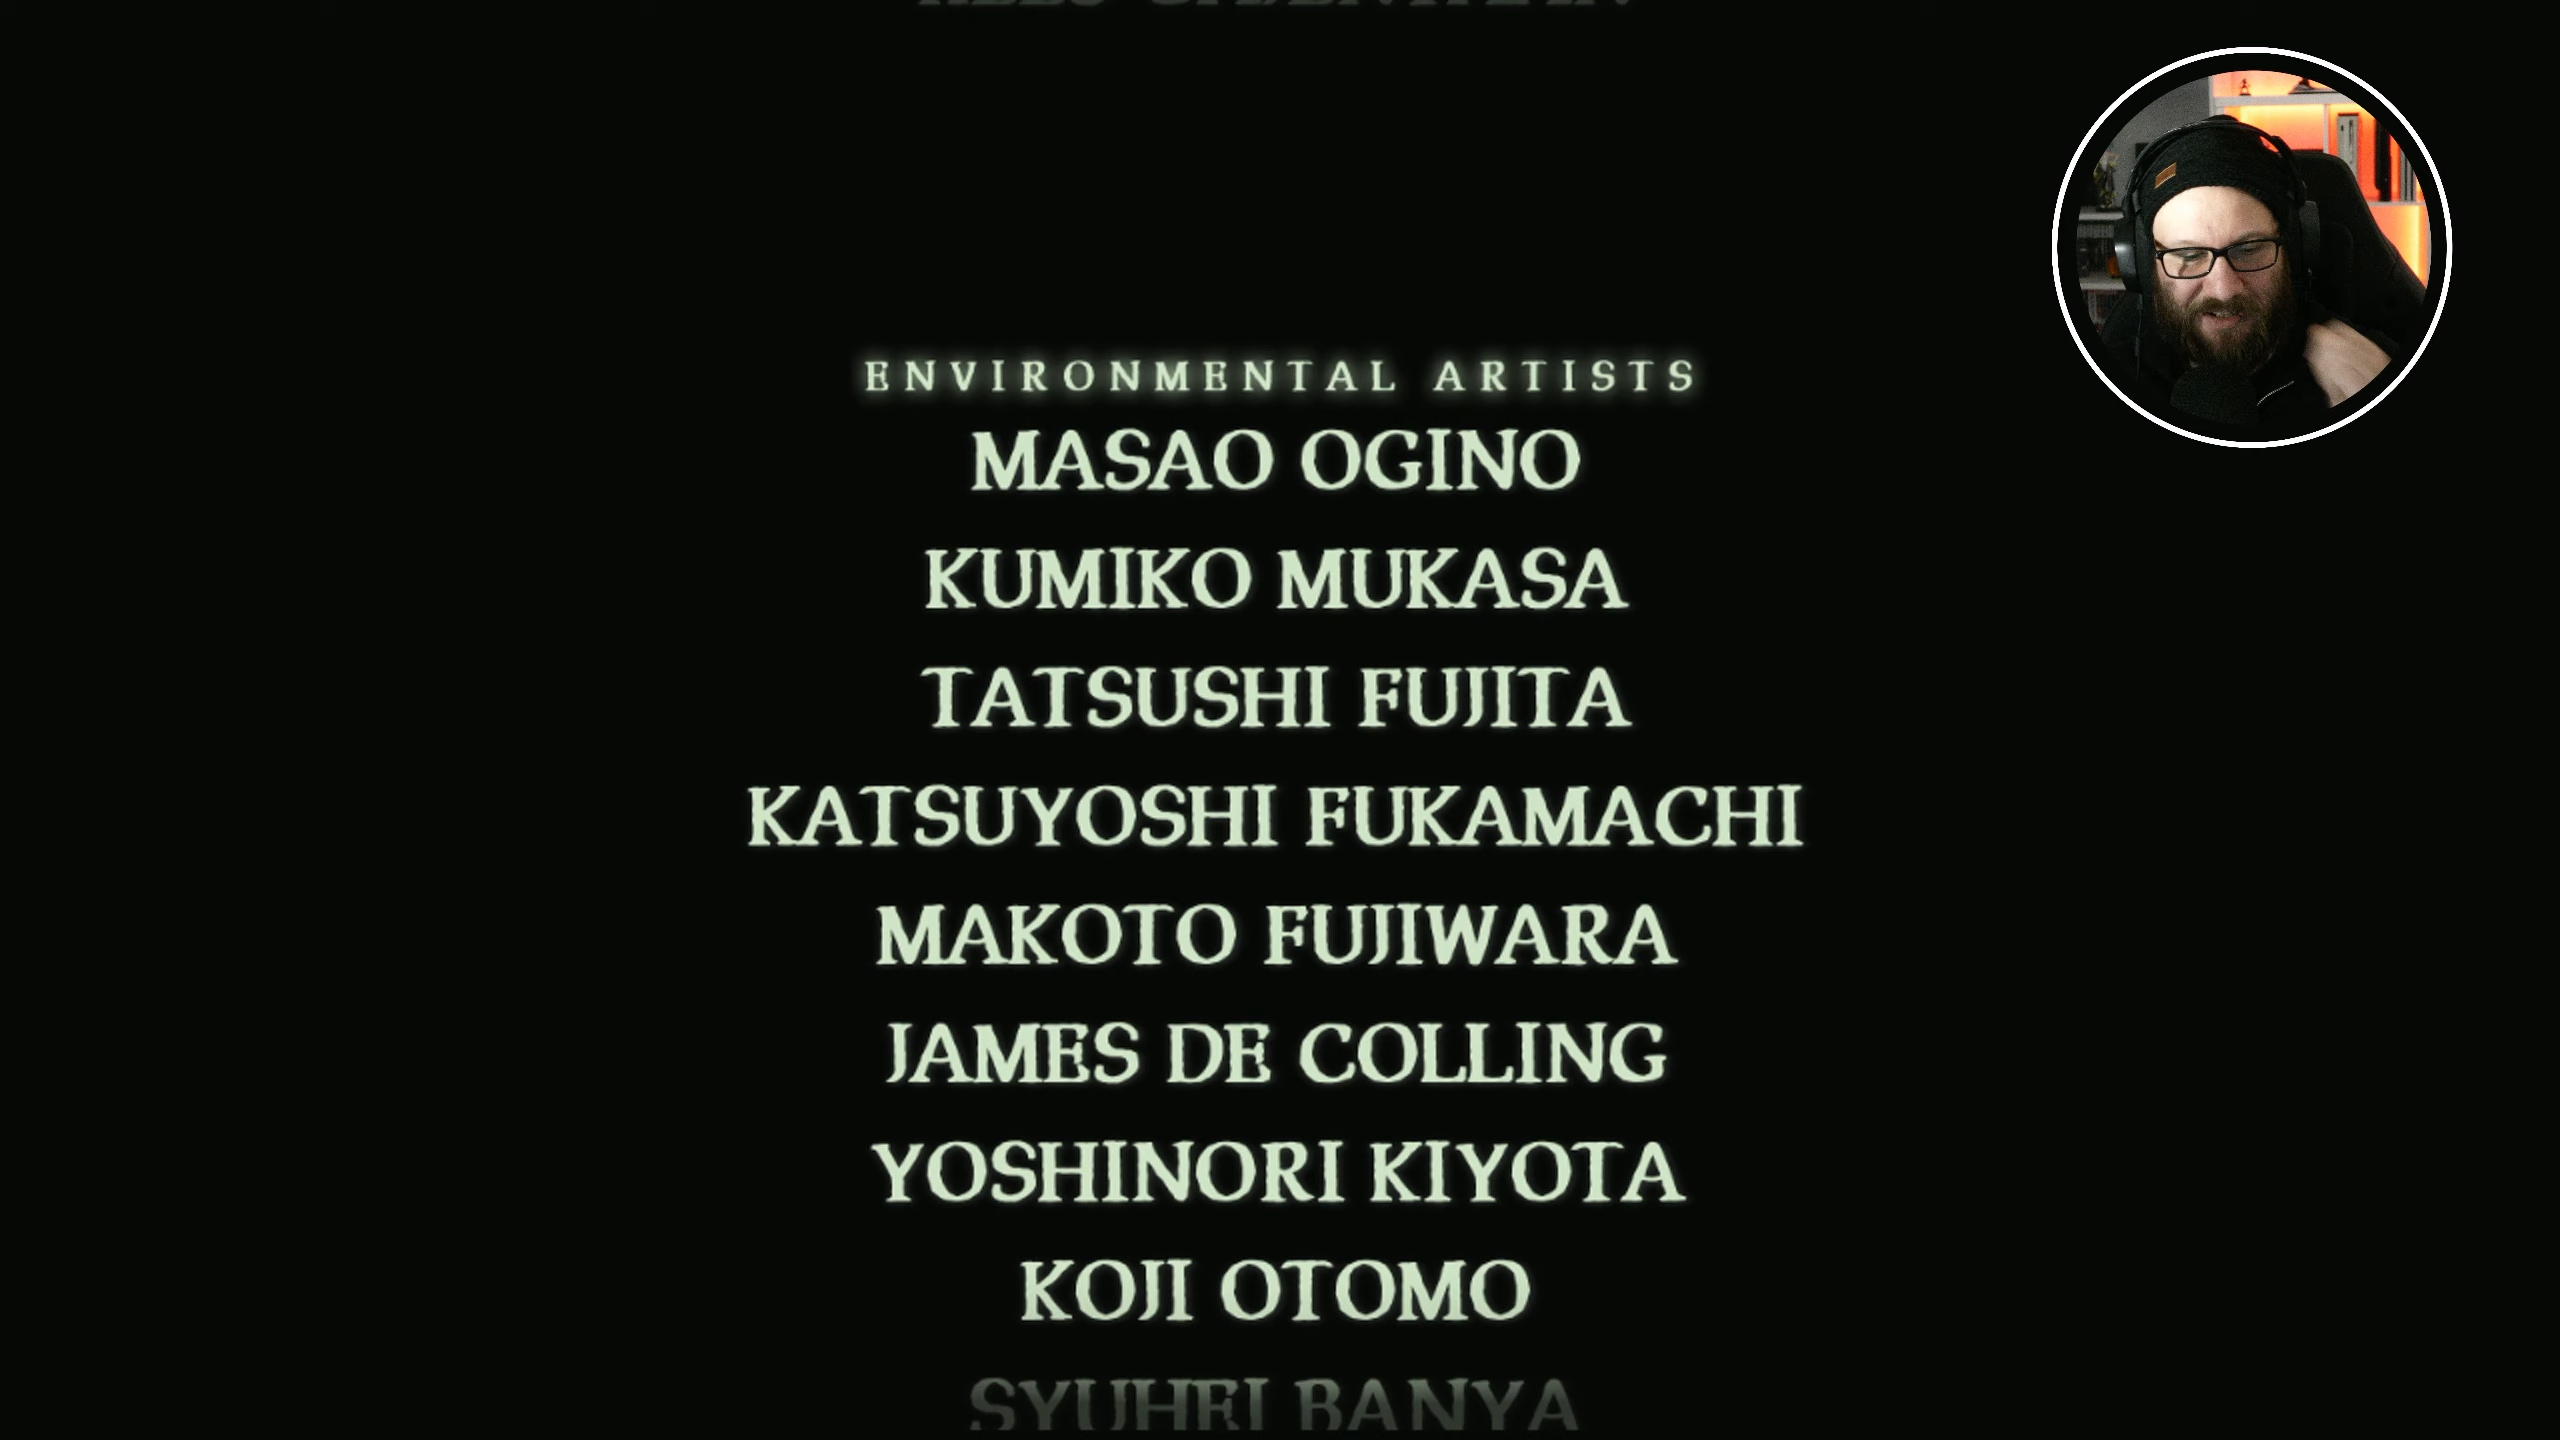 ENVIRONMENTAL ARTISTS
MASAO OGINO
KUMIKO MUKASA
TATSUSHI FUJITA
KATSUYOSHI FUKAMACHI
MAKOTO FUJIWARA
JAMES DE COLLING
YOSHINORI KIYOTA
KOJI OTOMO
SYUHEI BANYA